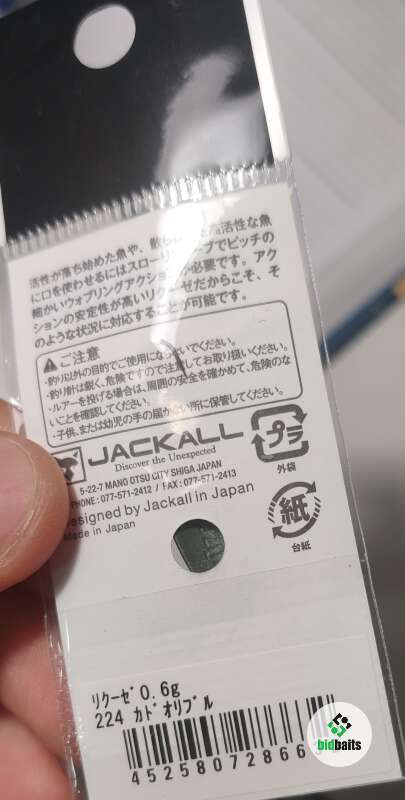 活性が落ち始めた魚や、散ら
活性な魚
に口を使わせるにはスロー
でピッチの
細かいウォブリングアクション
必要です。アク
ションの安定性が高いリクーゼだからこそ、そ
のような状況に対応することが可能です。
ご注意
・釣り以外の目的でご使用にな
ないでください。
・釣り針は鋭く、危険ですので注意してお取り扱いください。
・ルアーを投げる場合は、周囲の安全を確かめて、危険のな
いことを確認してください。
・子供、または幼児の手の届かない所に保管してください。
JACKALL
Discover the Unexpected
5-22-7 MANO OTSU CITY SHIGA JAPAN
PHONE : 077-571-2412 / FAX : 077-571-2413
esigned by Jackall in Japan
Made in Japan
プラ
外袋
紙
台紙
リクーゼ 0.6g
224 カドオリブル
45258072866
bidbaits